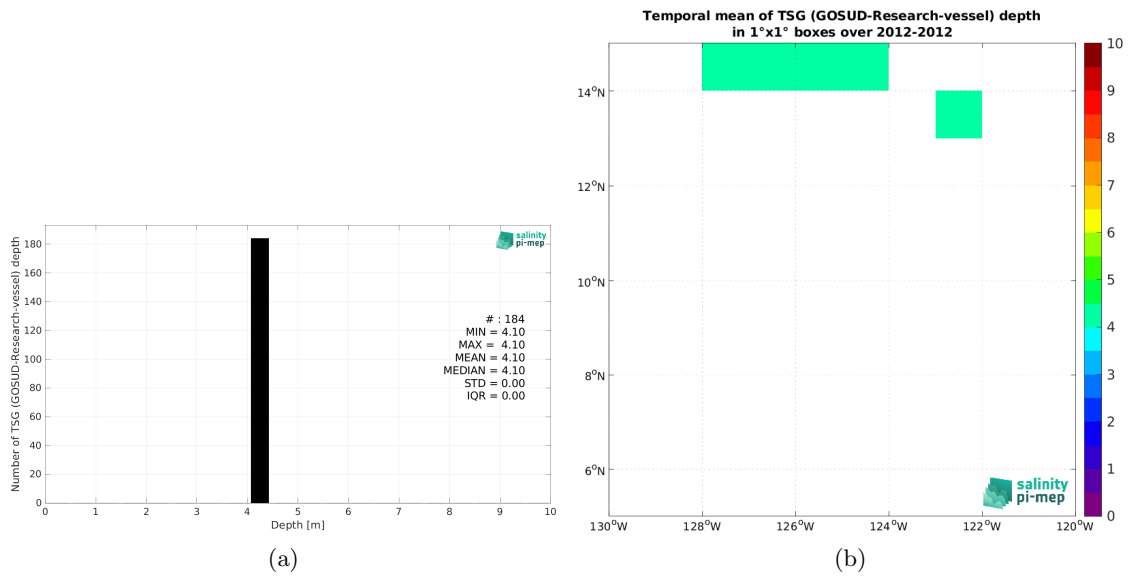 Number of TSG (GOSUD-Research-vessel) depth
180
160
140
120
100
80
60
40
20
0
salinity
pi-mep
# : 184
MIN = 4.10
MAX =  4.10
MEAN = 4.10
MEDIAN = 4.10
STD = 0.00
IQR = 0.00
0 1 2 3 4 5 6 7 8 9 10
Depth [m]
(a)
Temporal mean of TSG (GOSUD-Research-vessel) depth
in 1°x1° boxes over 2012-2012
14°N
12°N
10°N
8°N
6°N
130°W 128°W 126°W 124°W 122°W 120°W
salinity
pi-mep
10
9
8
7
6
5
4
3
2
1
0
(b)